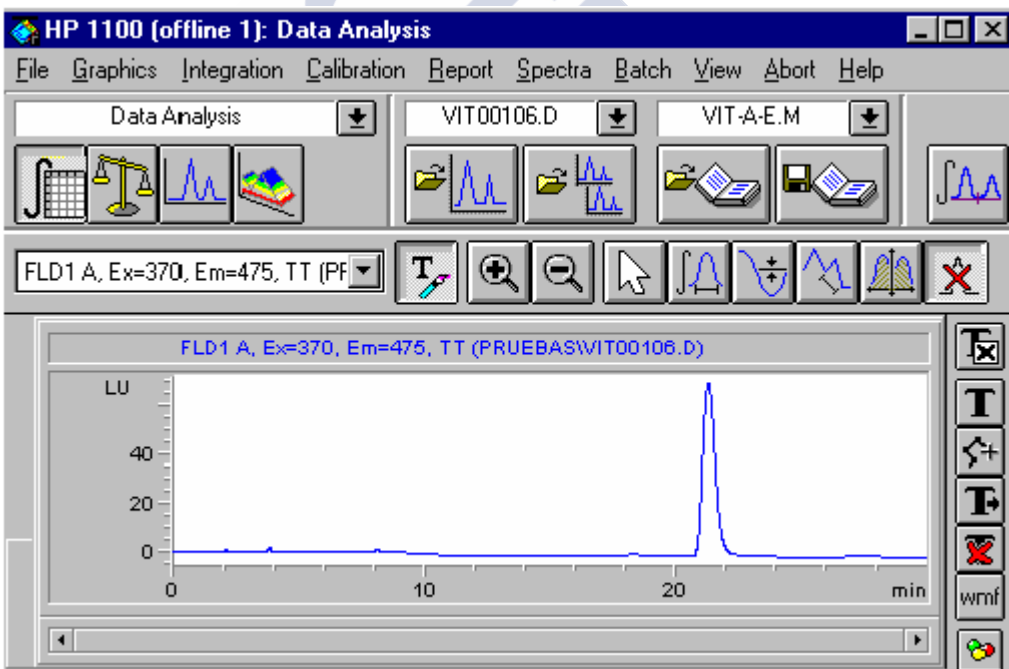 HP 1100 (offline 1): Data Analysis
File Graphics Integration Calibration Report Spectra Batch View Abort Help
Data Analysis VIT00106.D VIT-A-E.M
FLD1 A, Ex=370, Em=475, TT (PF
T
FLD1 A, Ex=370, Em=475, TT (PRUEBAS\VIT00106.D)
LU
40
20
0
0 10 20 min
T
T
T
wmf